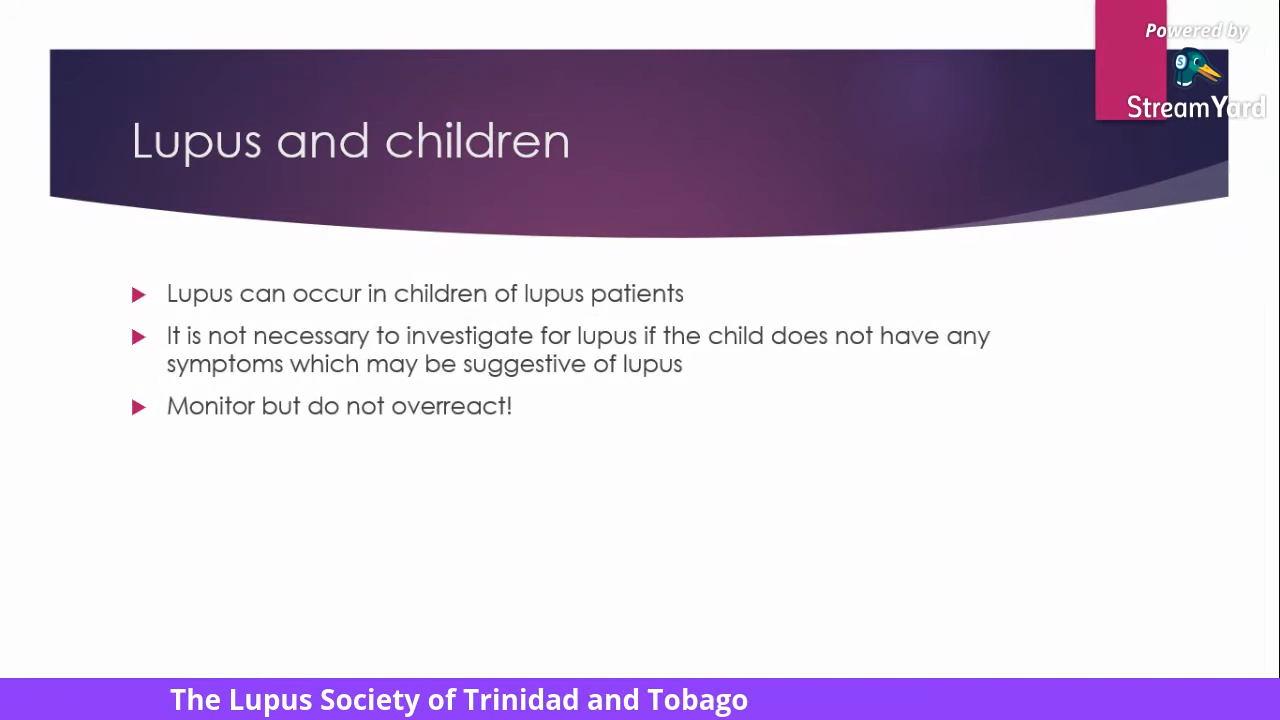 Powered by
StreamYard
Lupus and children
Lupus can occur in children of lupus patients
It is not necessary to investigate for lupus if the child does not have any
symptoms which may be suggestive of lupus
Monitor but do not overreact!
The Lupus Society of Trinidad and Tobago